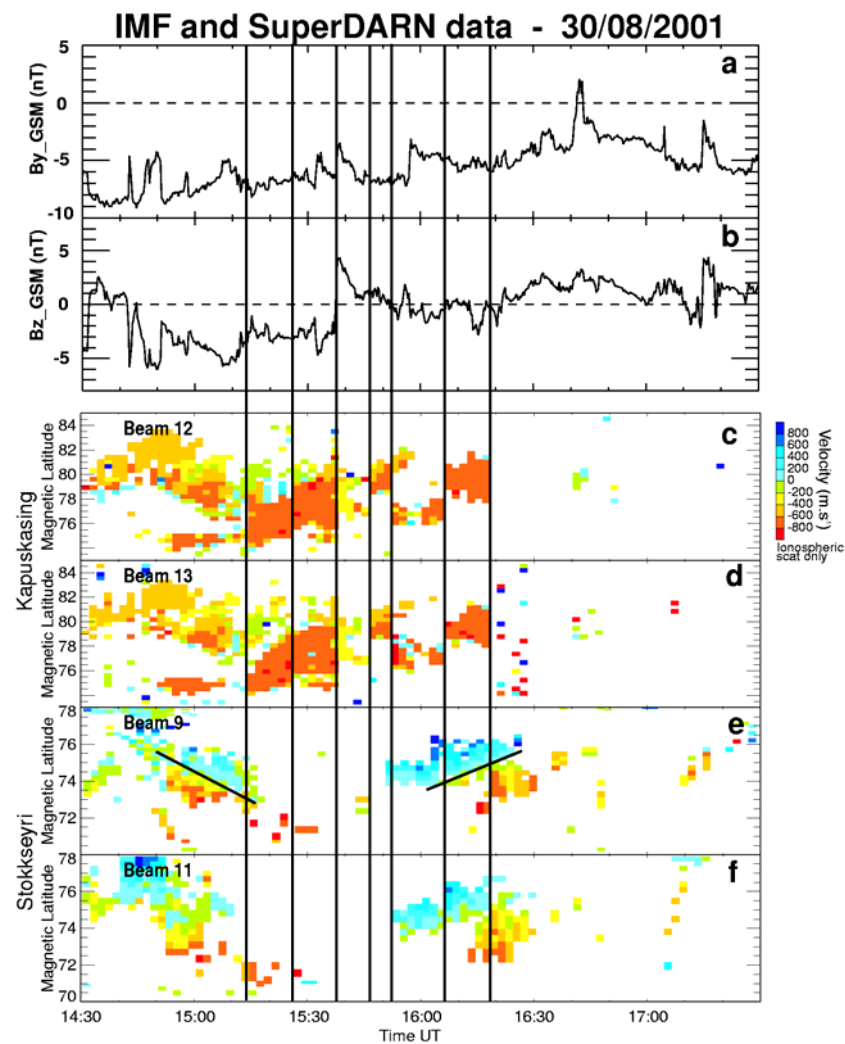 IMF and SuperDARN data - 30/08/2001
a
By_GSM (nT)
5
0
-5
-10
b
Bz_GSM (nT)
5
0
-5
c
Beam 12
Kapuskasing
Magnetic Latitude
84
82
80
78
76
d
Beam 13
Magnetic Latitude
84
82
80
78
76
e
Beam 9
Stokkseyri
Magnetic Latitude
78
76
74
72
f
Beam 11
Magnetic Latitude
78
76
74
72
70
14:30 15:00 15:30 16:00 16:30 17:00
Time UT
800
600
400
200
0
-200
-400
-600
-800
Velocity (m.s¹)
Ionospheric
scat only